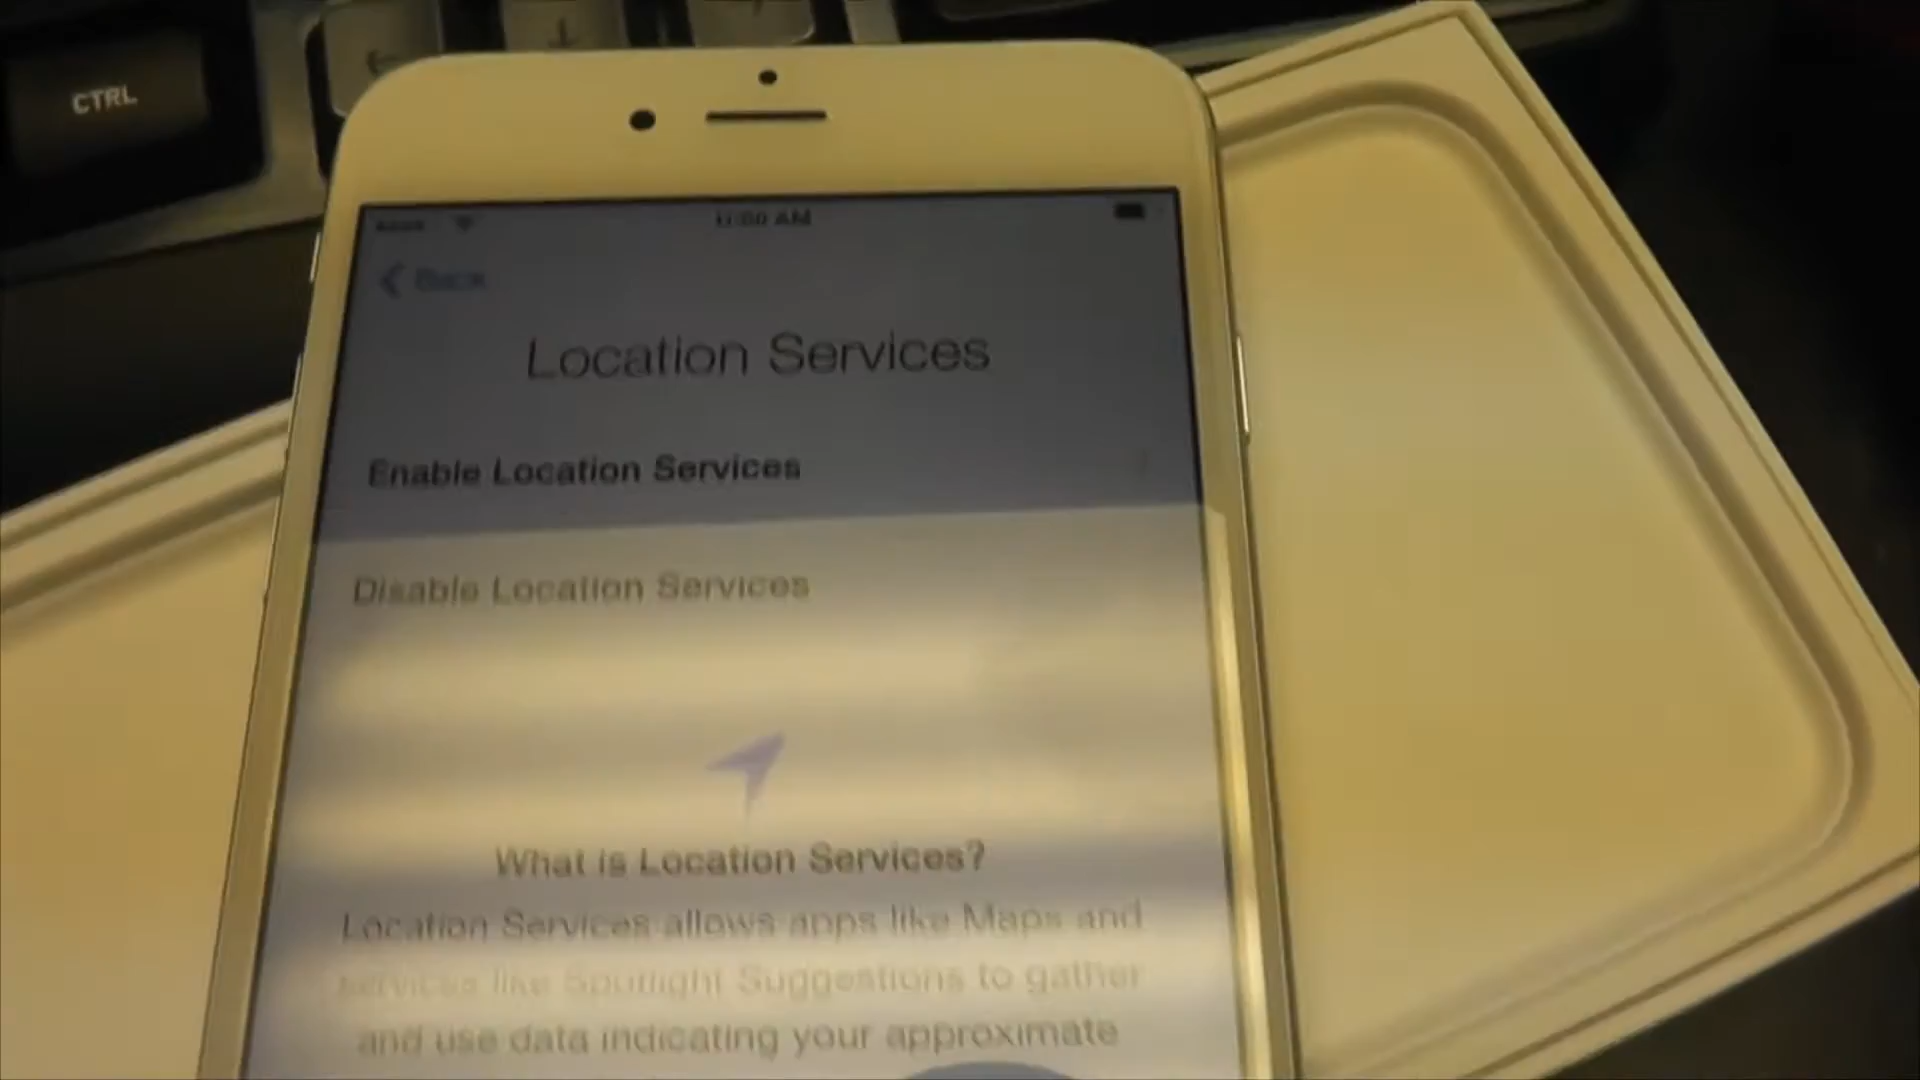 CTRL
Back
Location Services
Enable Location Services
Disable Location Services
What is Location Services?
Location Services allows apps like Maps and
services like Spotlight Suggestions to gather
and use data indicating your approximate